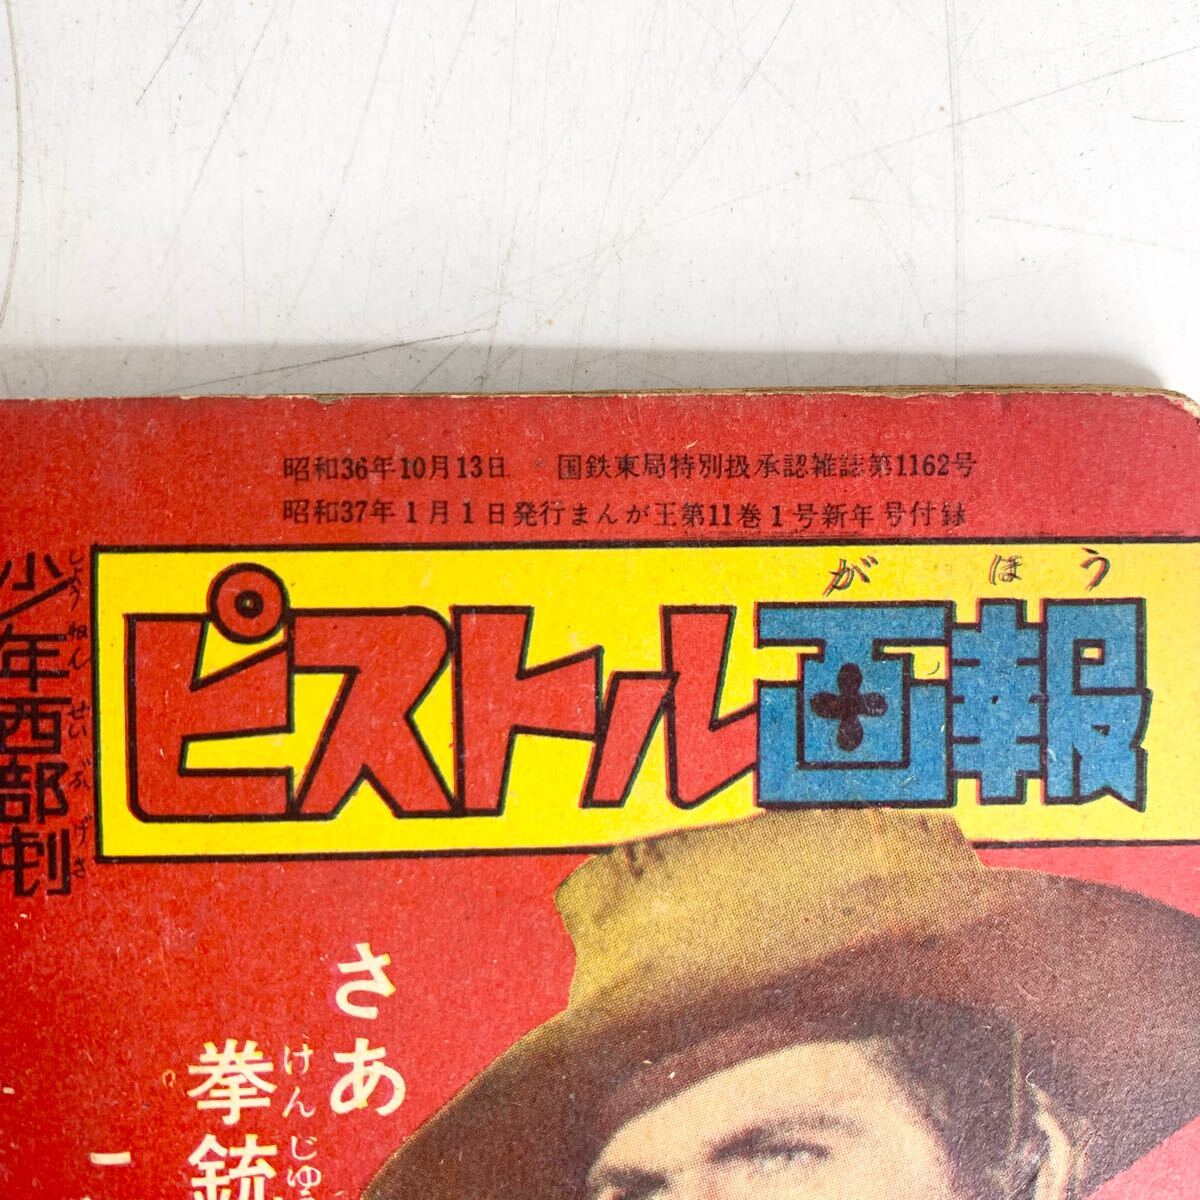 昭和36年10月13日 国鉄東局特別扱承認雑誌第1162号
昭和37年1月1日発行まんが王第11巻1号新年号付録
がほう
ピストル画報
さあ
けんじゅう
拳銃
少年西部劇
しょうねんせいぶげき